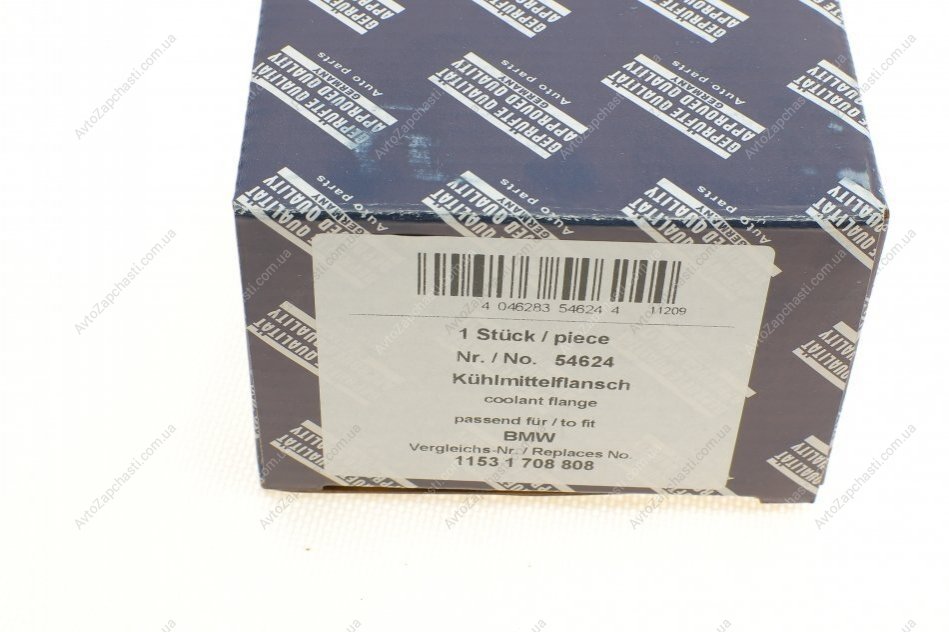 GEPRÜFTE QUALITÄT
APPROVED QUALITY
GERMANY
Auto parts
4 046283 54624 4 11209
1 Stück / piece
Nr. / No. 54624
Kühlmittelflansch
coolant flange
passend für / to fit
BMW
Vergleichs-Nr. / Replaces No.
1153 1 708 808
AvtoZapchasti.com.ua